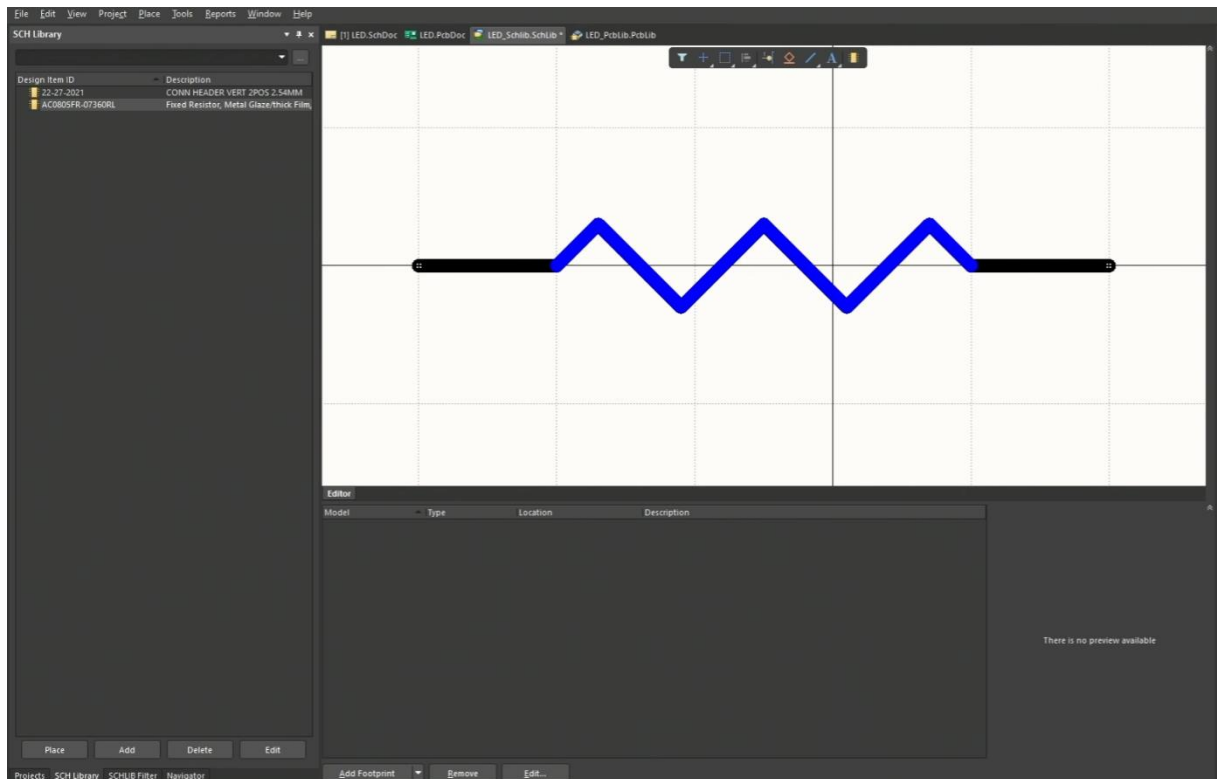 File Edit View Project Place Tools Reports Window Help
SCH Library
[1] LED.SchDoc LED.PcbDoc LED_Schlib.SchLib * LED_PcbLib.PcbLib
...
Design Item ID Description
22-27-2021 CONN HEADER VERT 2POS 2.54MM
AC0805FR-07360RL Fixed Resistor, Metal Glaze/thick Film,
A
Editor
Model Type Location Description
There is no preview available
Place Add Delete Edit
Add Footprint Remove Edit...
Projects SCH Library SCHLIB Filter Navigator